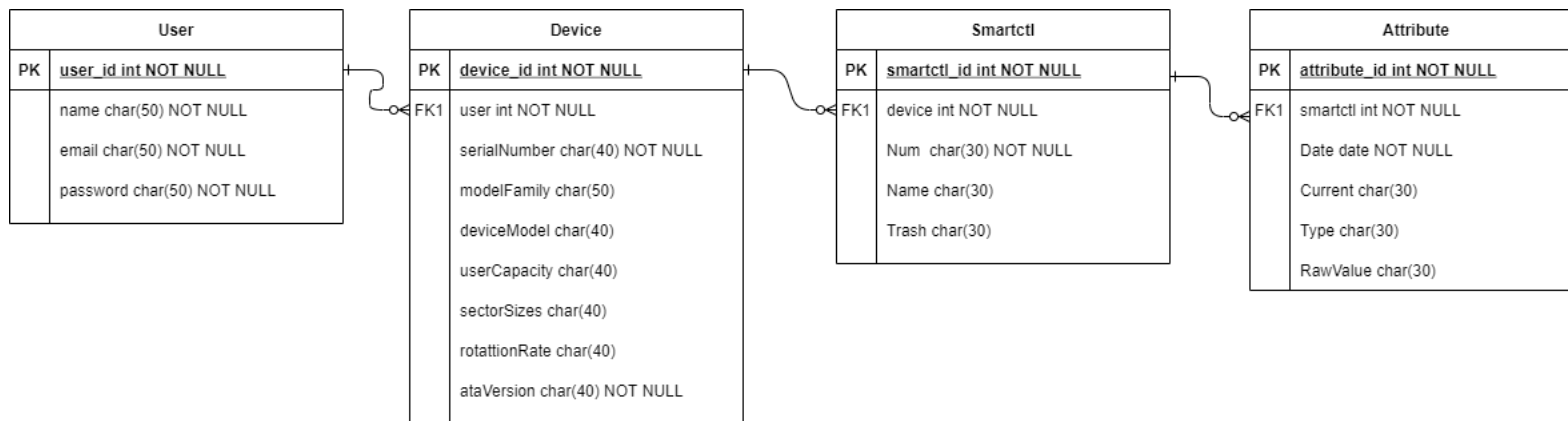 User
PK user_id int NOT NULL
name char(50) NOT NULL
email char(50) NOT NULL
password char(50) NOT NULL
Device
PK device_id int NOT NULL
FK1 user int NOT NULL
serialNumber char(40) NOT NULL
modelFamily char(50)
deviceModel char(40)
userCapacity char(40)
sectorSizes char(40)
rotattionRate char(40)
ataVersion char(40) NOT NULL
Smartctl
PK smartctl_id int NOT NULL
FK1 device int NOT NULL
Num char(30) NOT NULL
Name char(30)
Trash char(30)
Attribute
PK attribute_id int NOT NULL
FK1 smartctl int NOT NULL
Date date NOT NULL
Current char(30)
Type char(30)
RawValue char(30)